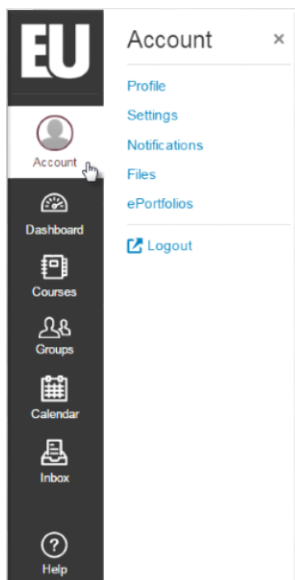 EU
Account
Dashboard
Courses
Groups
Calendar
Inbox
Help
Account ×
Profile
Settings
Notifications
Files
ePortfolios
Logout